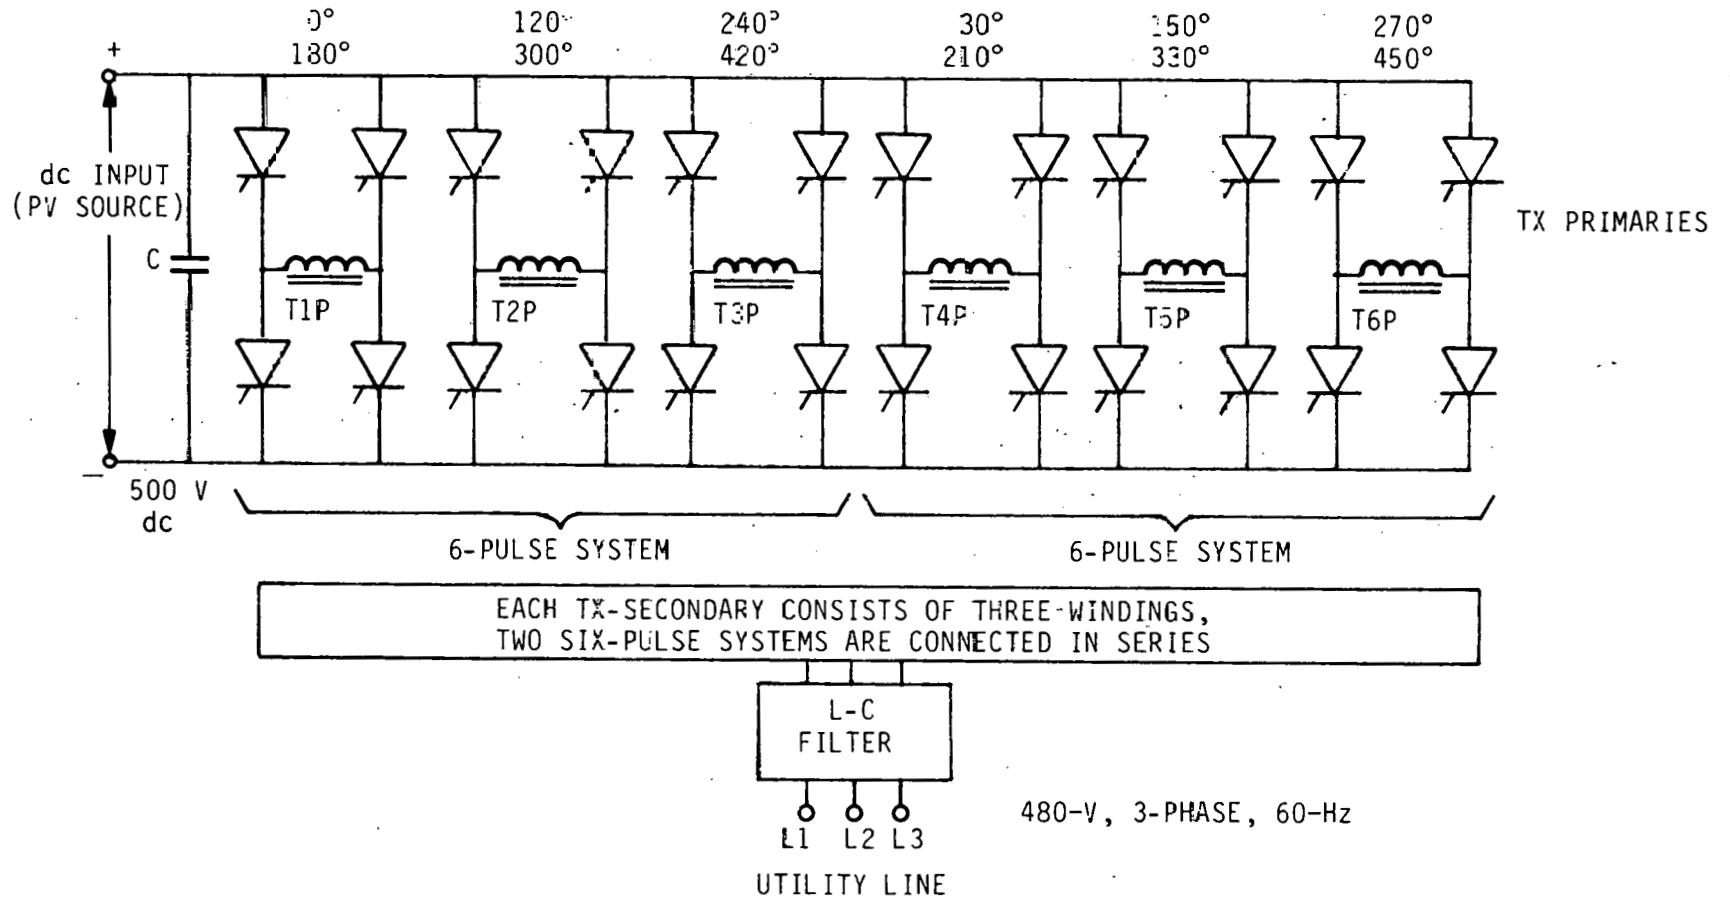 0° 120° 240° 30° 150° 270°
+ 180° 300° 420° 210° 330° 450°
dc INPUT
(PV SOURCE)
TX PRIMARIES
C
T1P T2P T3P T4P T5P T6P
—
500 V
dc
6-PULSE SYSTEM 6-PULSE SYSTEM
EACH TX-SECONDARY CONSISTS OF THREE-WINDINGS,
TWO SIX-PULSE SYSTEMS ARE CONNECTED IN SERIES
L-C
FILTER
480-V, 3-PHASE, 60-Hz
L1 L2 L3
UTILITY LINE